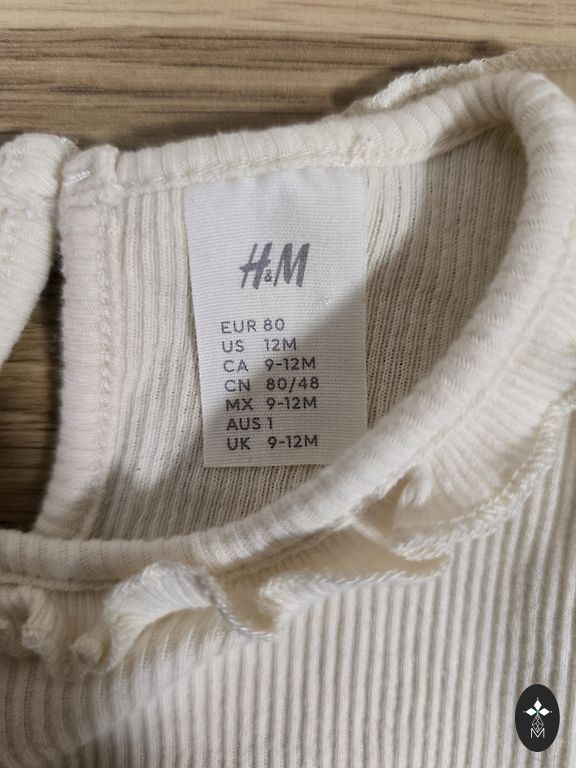 H&M
EUR 80
US 12M
CA 9-12M
CN 80/48
MX 9-12M
AUS 1
UK 9-12M
M